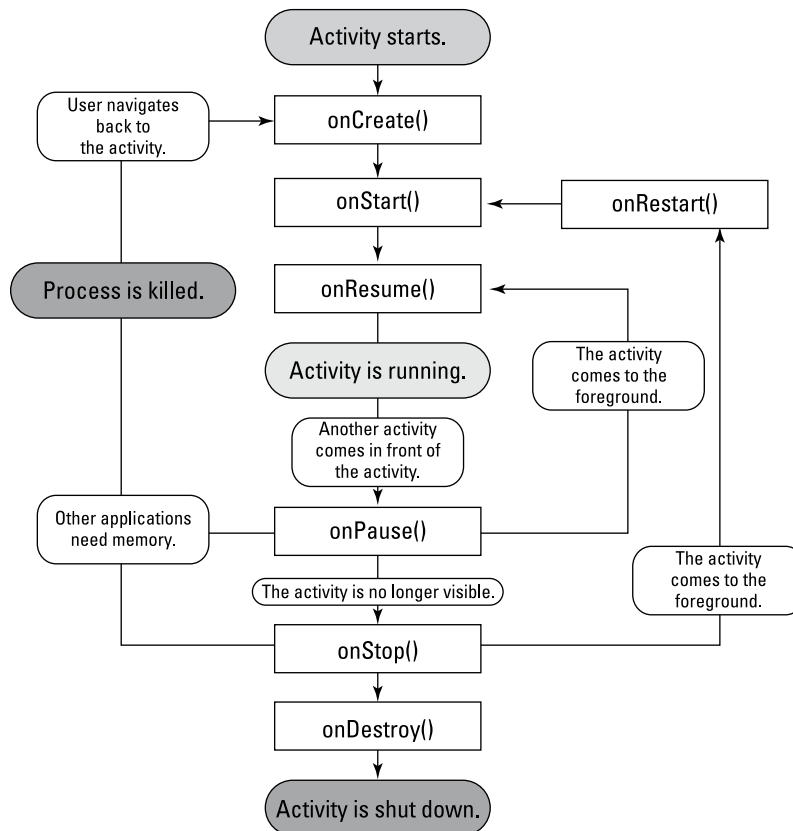 Activity starts.
User navigates
back to
the activity.
onCreate()
onStart()
onRestart()
Process is killed.
onResume()
Activity is running.
The activity
comes to the
foreground.
Another activity
comes in front of
the activity.
Other applications
need memory.
onPause()
The activity
comes to the
foreground.
The activity is no longer visible.
onStop()
onDestroy()
Activity is shut down.